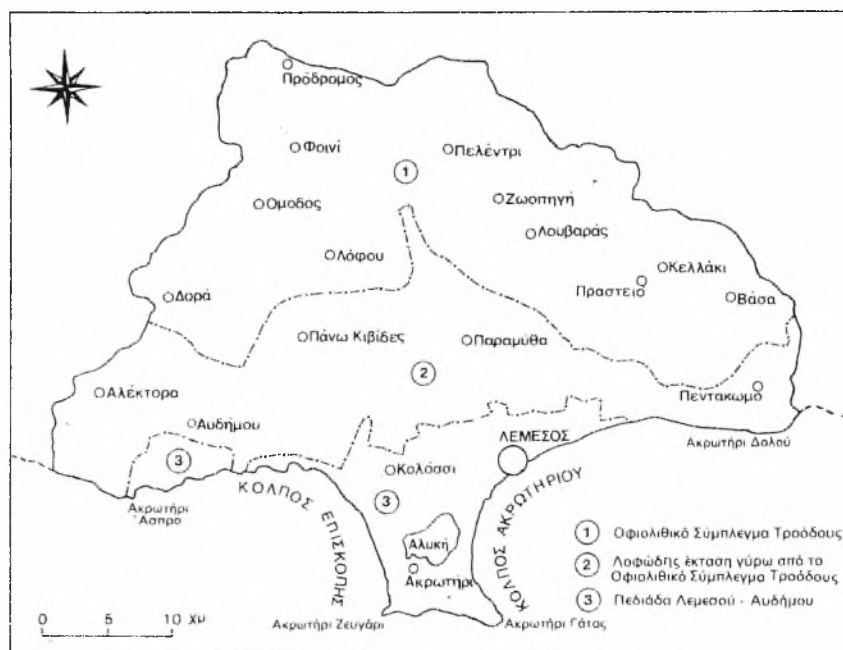 Πρόδρομος
Φοινί
Πελέντρι
1
Ομοδος
Ζωοπηγή
Λουβαράς
Λόφου
Κελλάκι
Δορά
Πραστειό
Βάσα
Πάνω Κιβίδες
Παραμύθα
2
Αλέκτορα
Πεντάκωμο
Αυδήμου
ΛΕΜΕΣΟΣ
Ακρωτήρι Δολού
3
Κολόσσι
Ακρωτήρι
Άσπρο
ΚΟΛΠΟΣ ΕΠΙΣΚΟΠΗΣ
3
ΚΟΛΠΟΣ ΑΚΡΩΤΗΡΙΟΥ
Αλυκή
Ακρωτήρι
1 Οφιολιθικό Σύμπλεγμα Τροόδους
2 Λοφώδης έκταση γύρω από το
Οφιολιθικό Σύμπλεγμα Τροόδους
3 Πεδιάδα Λεμεσού - Αυδήμου
0 5 10 χμ.
Ακρωτήρι Ζευγάρι
Ακρωτήρι Γάτας